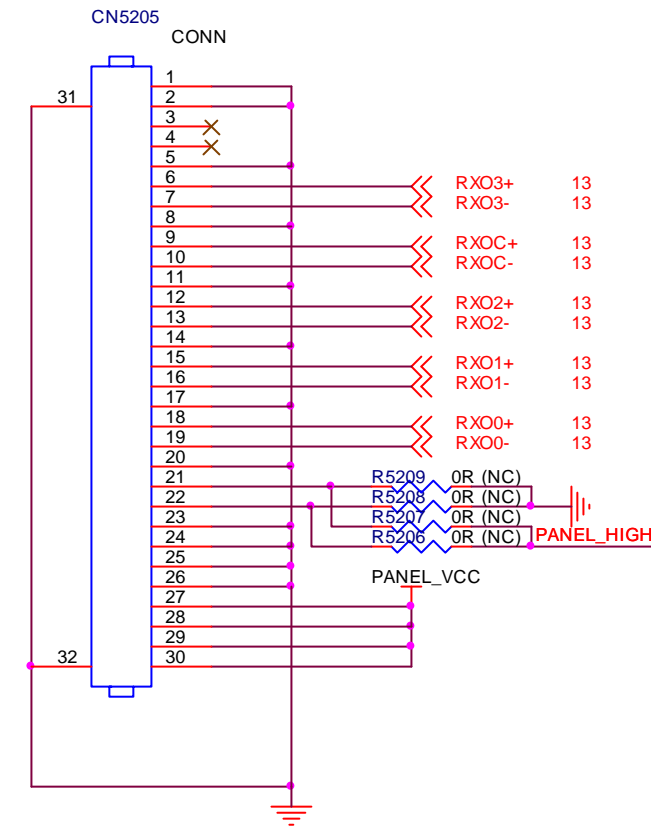 CN5205
CONN
1
31
2
3
4
5
6 RXO3+ 13
7 RXO3- 13
8
9 RXOC+ 13
10 RXOC- 13
11
12 RXO2+ 13
13 RXO2- 13
14
15 RXO1+ 13
16 RXO1- 13
17
18 RXO0+ 13
19 RXO0- 13
20
21 R5209 0R (NC)
22 R5208 0R (NC)
23 R5207 0R (NC)
24 R5206 0R (NC) PANEL_HIGH
25
26 PANEL_VCC
27
28
29
32 30